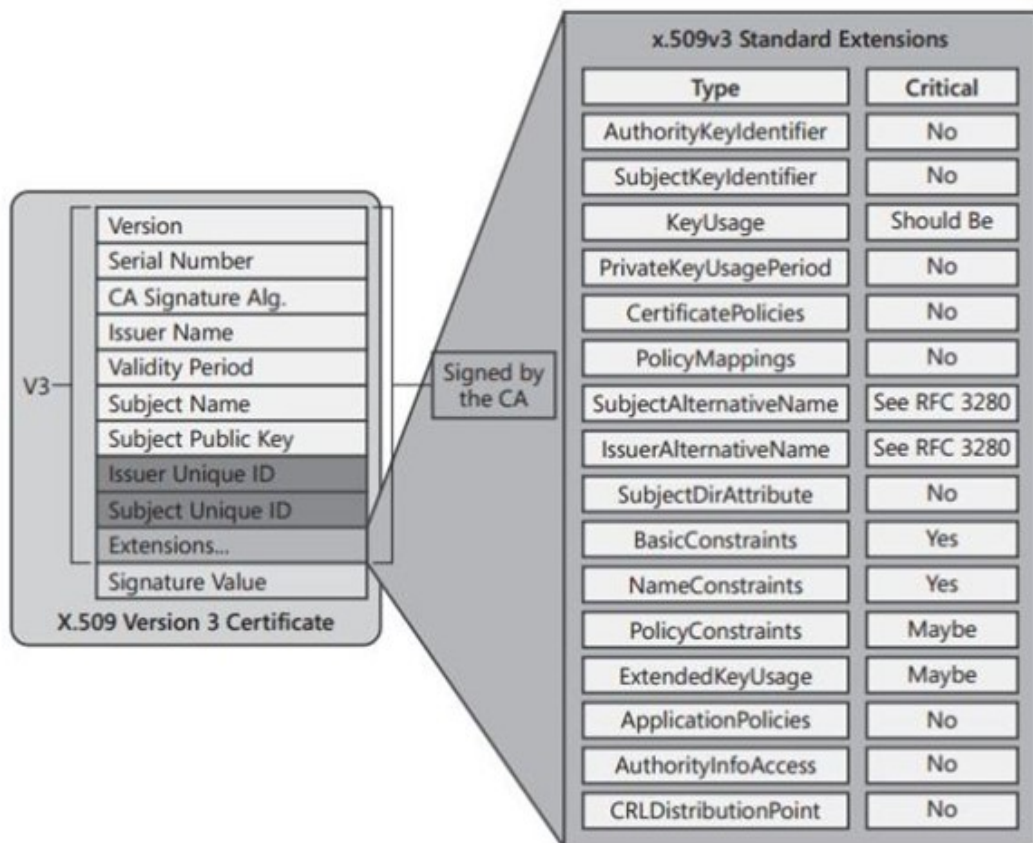 x.509v3 Standard Extensions
Type Critical
AuthorityKeyIdentifier No
SubjectKeyIdentifier No
KeyUsage Should Be
PrivateKeyUsagePeriod No
CertificatePolicies No
PolicyMappings No
SubjectAlternativeName See RFC 3280
IssuerAlternativeName See RFC 3280
SubjectDirAttribute No
BasicConstraints Yes
NameConstraints Yes
PolicyConstraints Maybe
ExtendedKeyUsage Maybe
ApplicationPolicies No
AuthorityInfoAccess No
CRLDistributionPoint No
V3
Version
Serial Number
CA Signature Alg.
Issuer Name
Validity Period
Subject Name
Subject Public Key
Issuer Unique ID
Subject Unique ID
Extensions...
Signature Value
X.509 Version 3 Certificate
Signed by
the CA